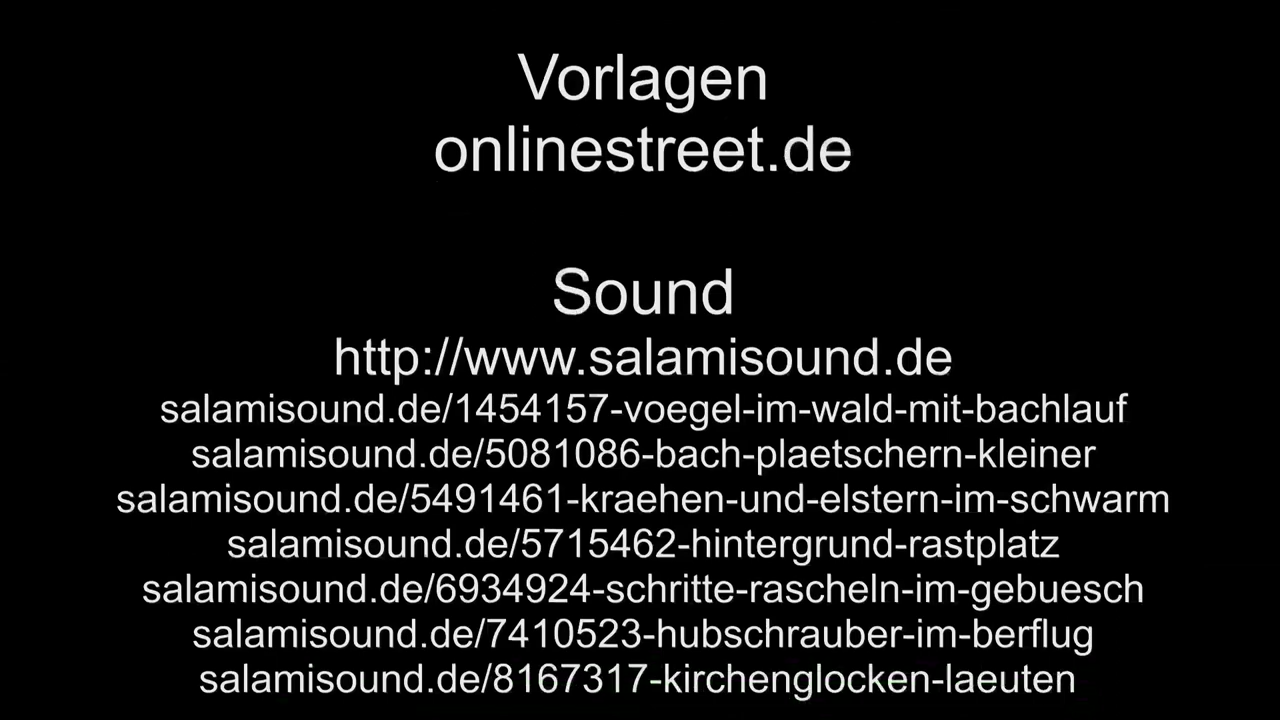 Vorlagen
onlinestreet.de
Sound
http://www.salamisound.de
salamisound.de/1454157-voegel-im-wald-mit-bachlauf
salamisound.de/5081086-bach-plaetschern-kleiner
salamisound.de/5491461-kraehen-und-elstern-im-schwarm
salamisound.de/5715462-hintergrund-rastplatz
salamisound.de/6934924-schritte-rascheln-im-gebuesch
salamisound.de/7410523-hubschrauber-im-berflug
salamisound.de/8167317-kirchenglocken-laeuten